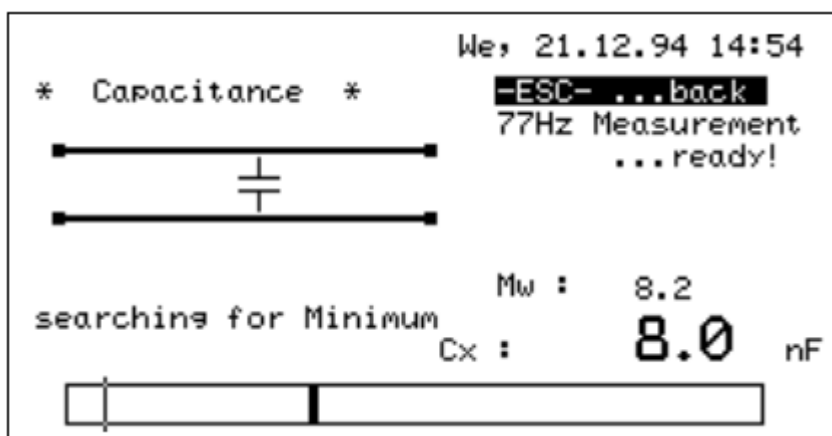 We, 21.12.94 14:54
* Capacitance *
-ESC- ...back
77Hz Measurement
...ready!
Mw : 8.2
searching for Minimum
Cx : 8.0 nF